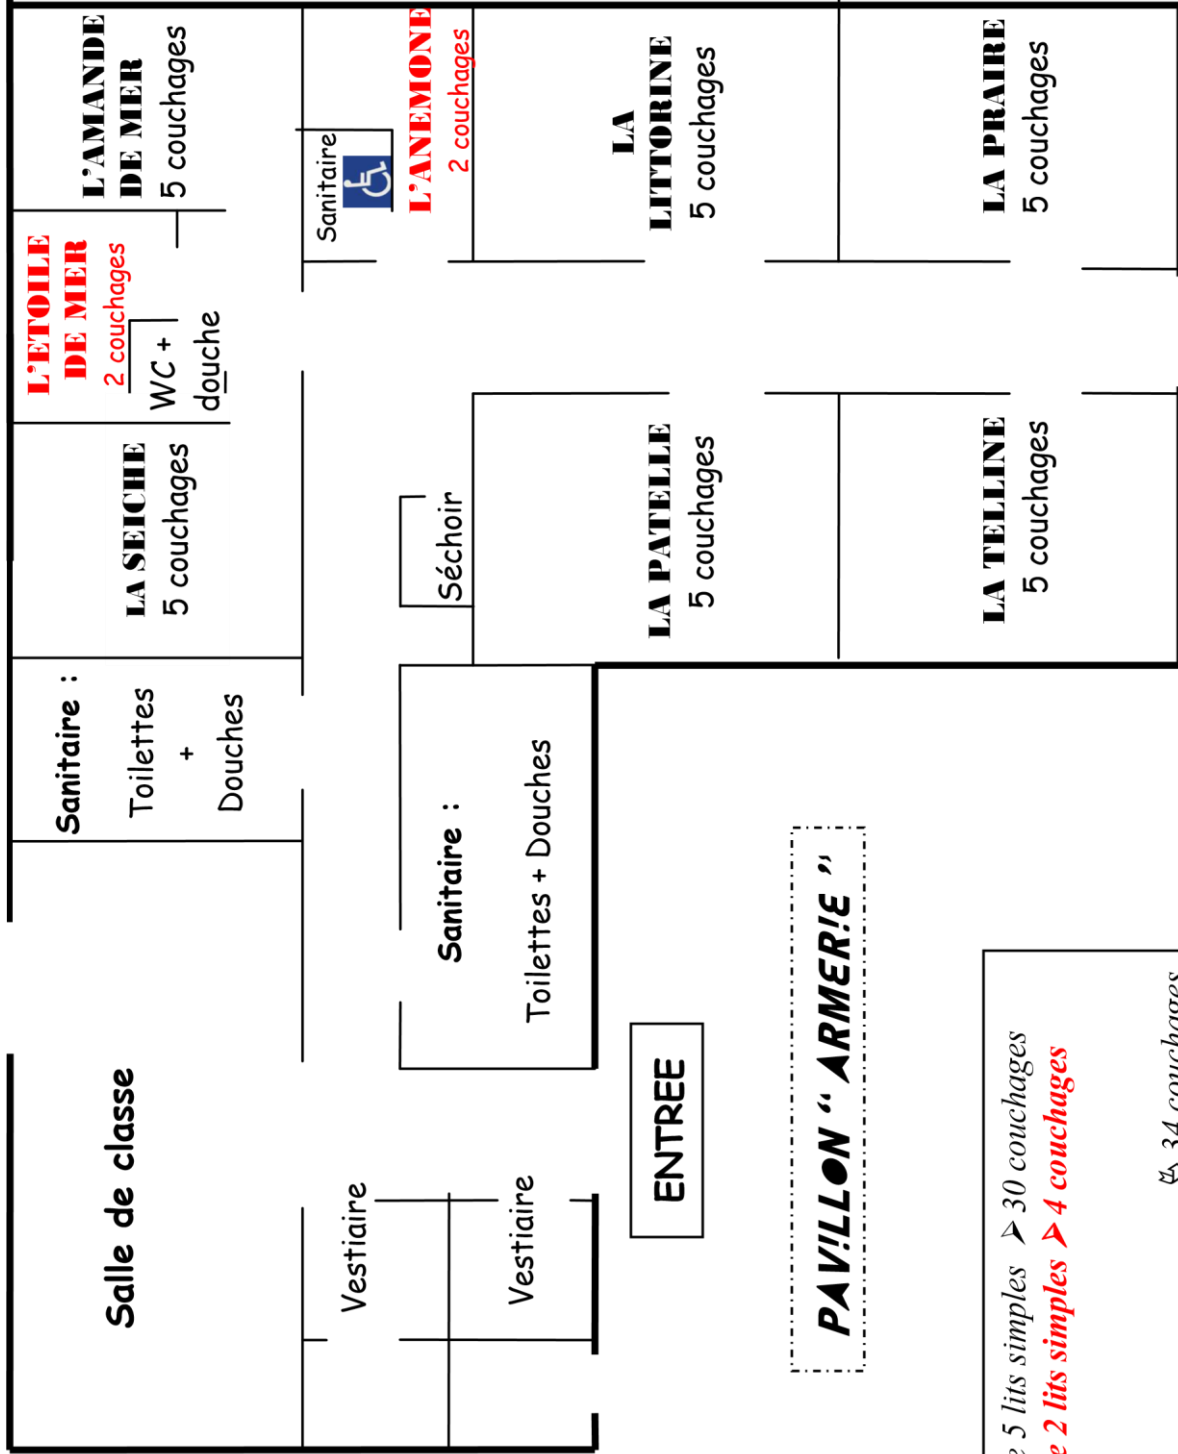 L'AMANDE
DE MER
5 couchages
L'ANEMONE
2 couchages
LA
LITTORINE
5 couchages
LA PRAIRE
5 couchages
Sanitaire
L'ETOILE
DE MER
2 couchages
WC +
douche
LA SEICHE
5 couchages
Séchoir
LA PATELLE
5 couchages
LA TELLINE
5 couchages
Sanitaire :
Toilettes
+
Douches
Sanitaire :
Toilettes + Douches
Salle de classe
Vestiaire
Vestiaire
ENTREE
PAV!LLON “ ARMER!E ”
5 lits simples ➢ 30 couchages
2 lits simples ➢ 4 couchages
34 couchages